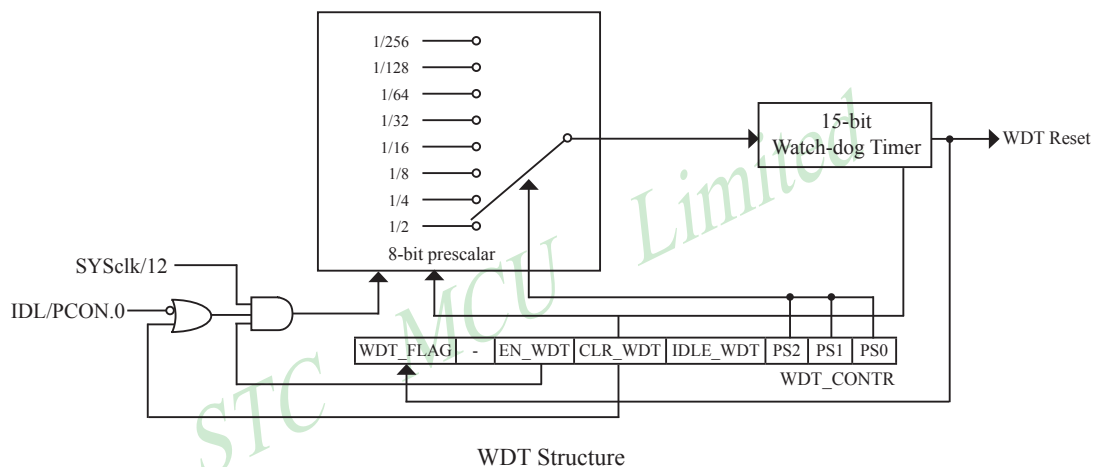 1/256
1/128
1/64
1/32
1/16
1/8
1/4
1/2
8-bit prescalar
15-bit
Watch-dog Timer
WDT Reset
SYSclk/12
IDL/PCON.0
WDT_FLAG - EN_WDT CLR_WDT IDLE_WDT PS2 PS1 PS0
WDT_CONTR
STC MCU Limited
WDT Structure